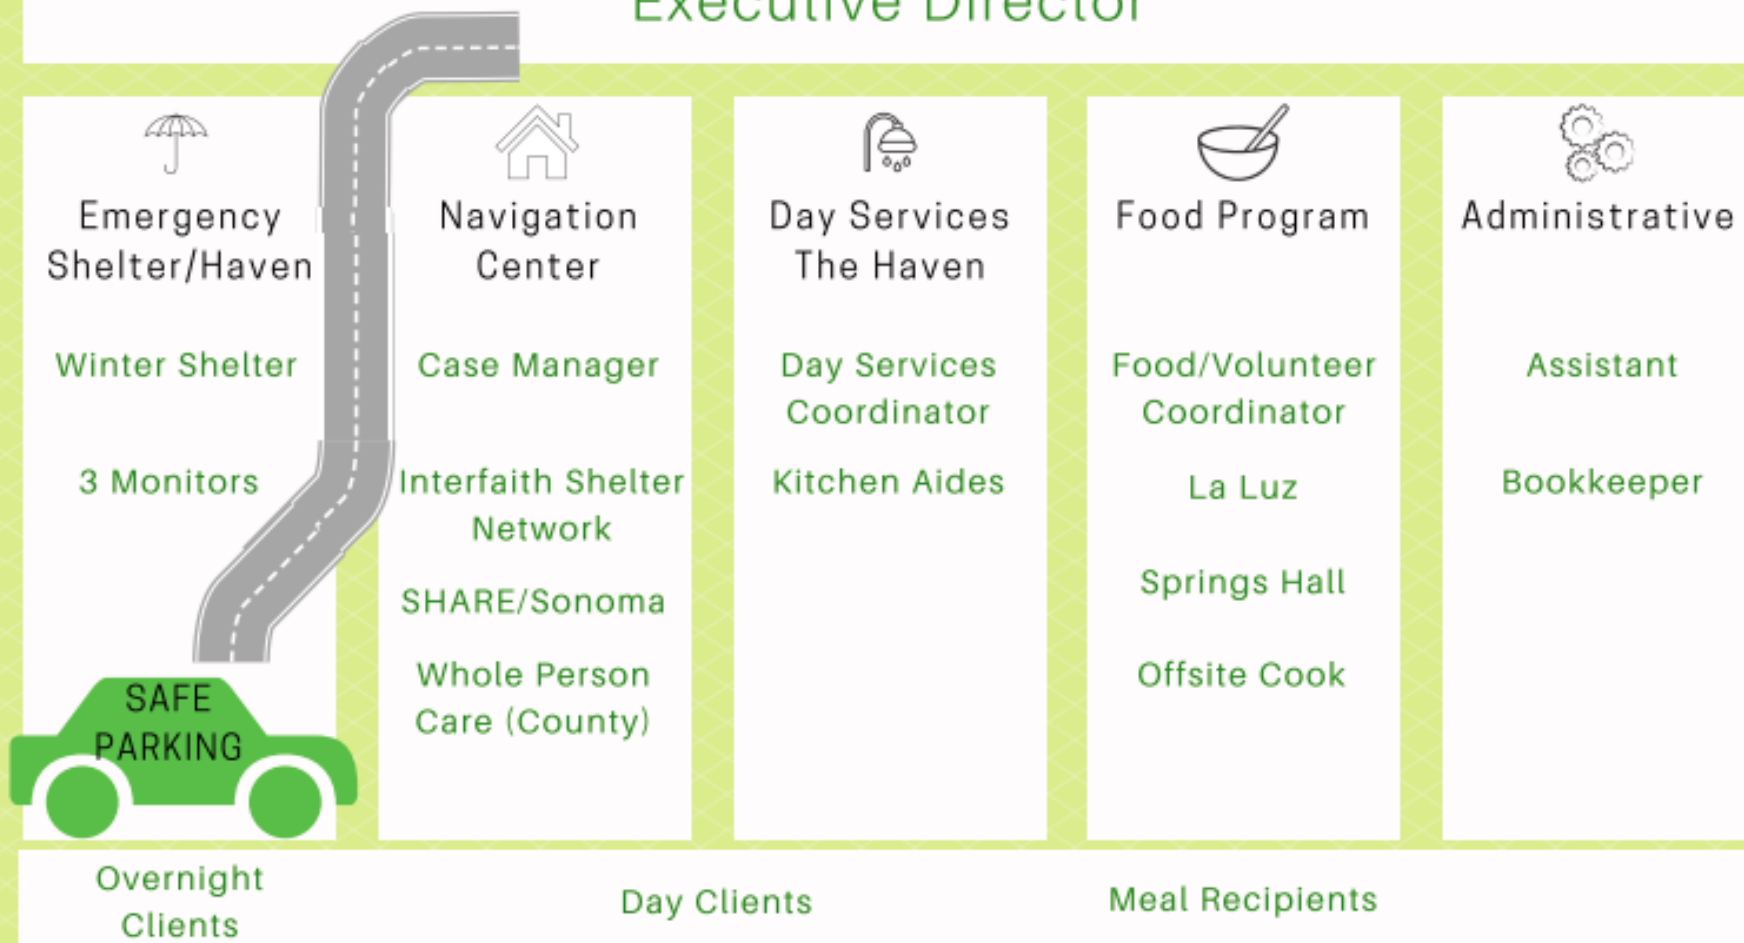 Executive Director
Emergency
Shelter/Haven
Winter Shelter
3 Monitors
SAFE
PARKING
Navigation
Center
Case Manager
Interfaith Shelter
Network
SHARE/Sonoma
Whole Person
Care (County)
Day Services
The Haven
Day Services
Coordinator
Kitchen Aides
Food Program
Food/Volunteer
Coordinator
La Luz
Springs Hall
Offsite Cook
Administrative
Assistant
Bookkeeper
Overnight
Clients
Day Clients
Meal Recipients